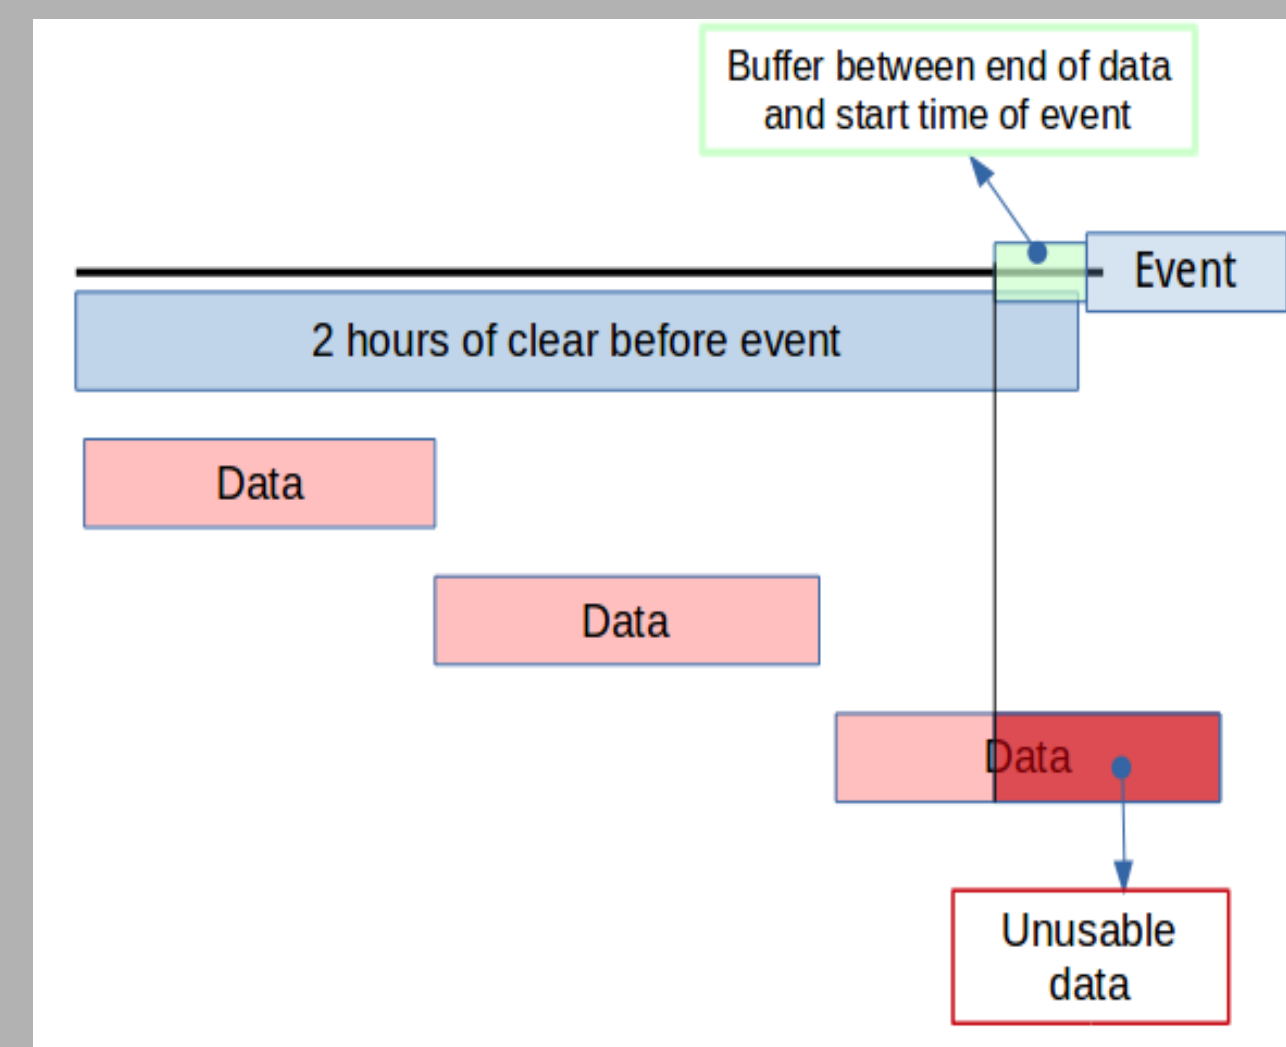 Buffer between end of data
and start time of event
Event
2 hours of clear before event
Data
Data
Data
Unusable
data